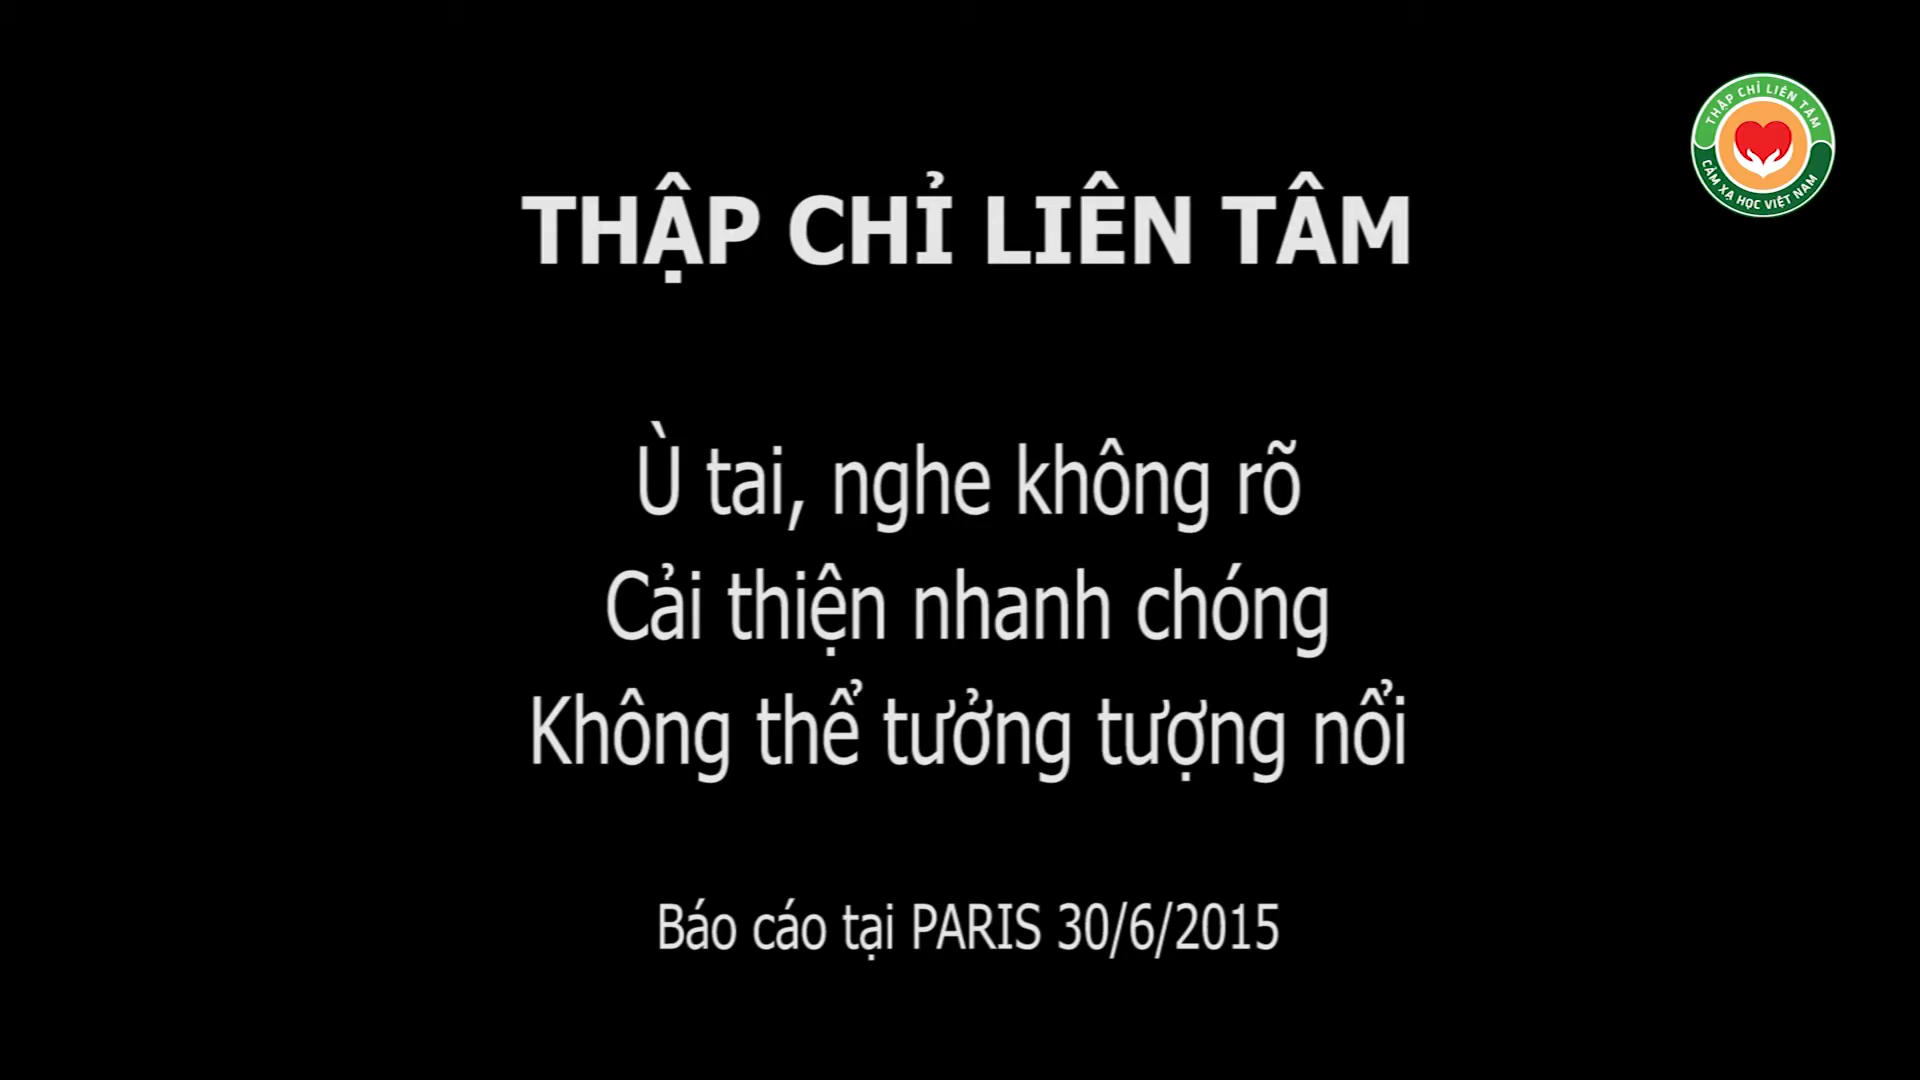 THẬP CHỈ LIÊN TÂM
CẢM XẠ HỌC VIỆT NAM
THẬP CHỈ LIÊN TÂM
Ù tai, nghe không rõ
Cải thiện nhanh chóng
Không thể tưởng tượng nổi
Báo cáo tại PARIS 30/6/2015